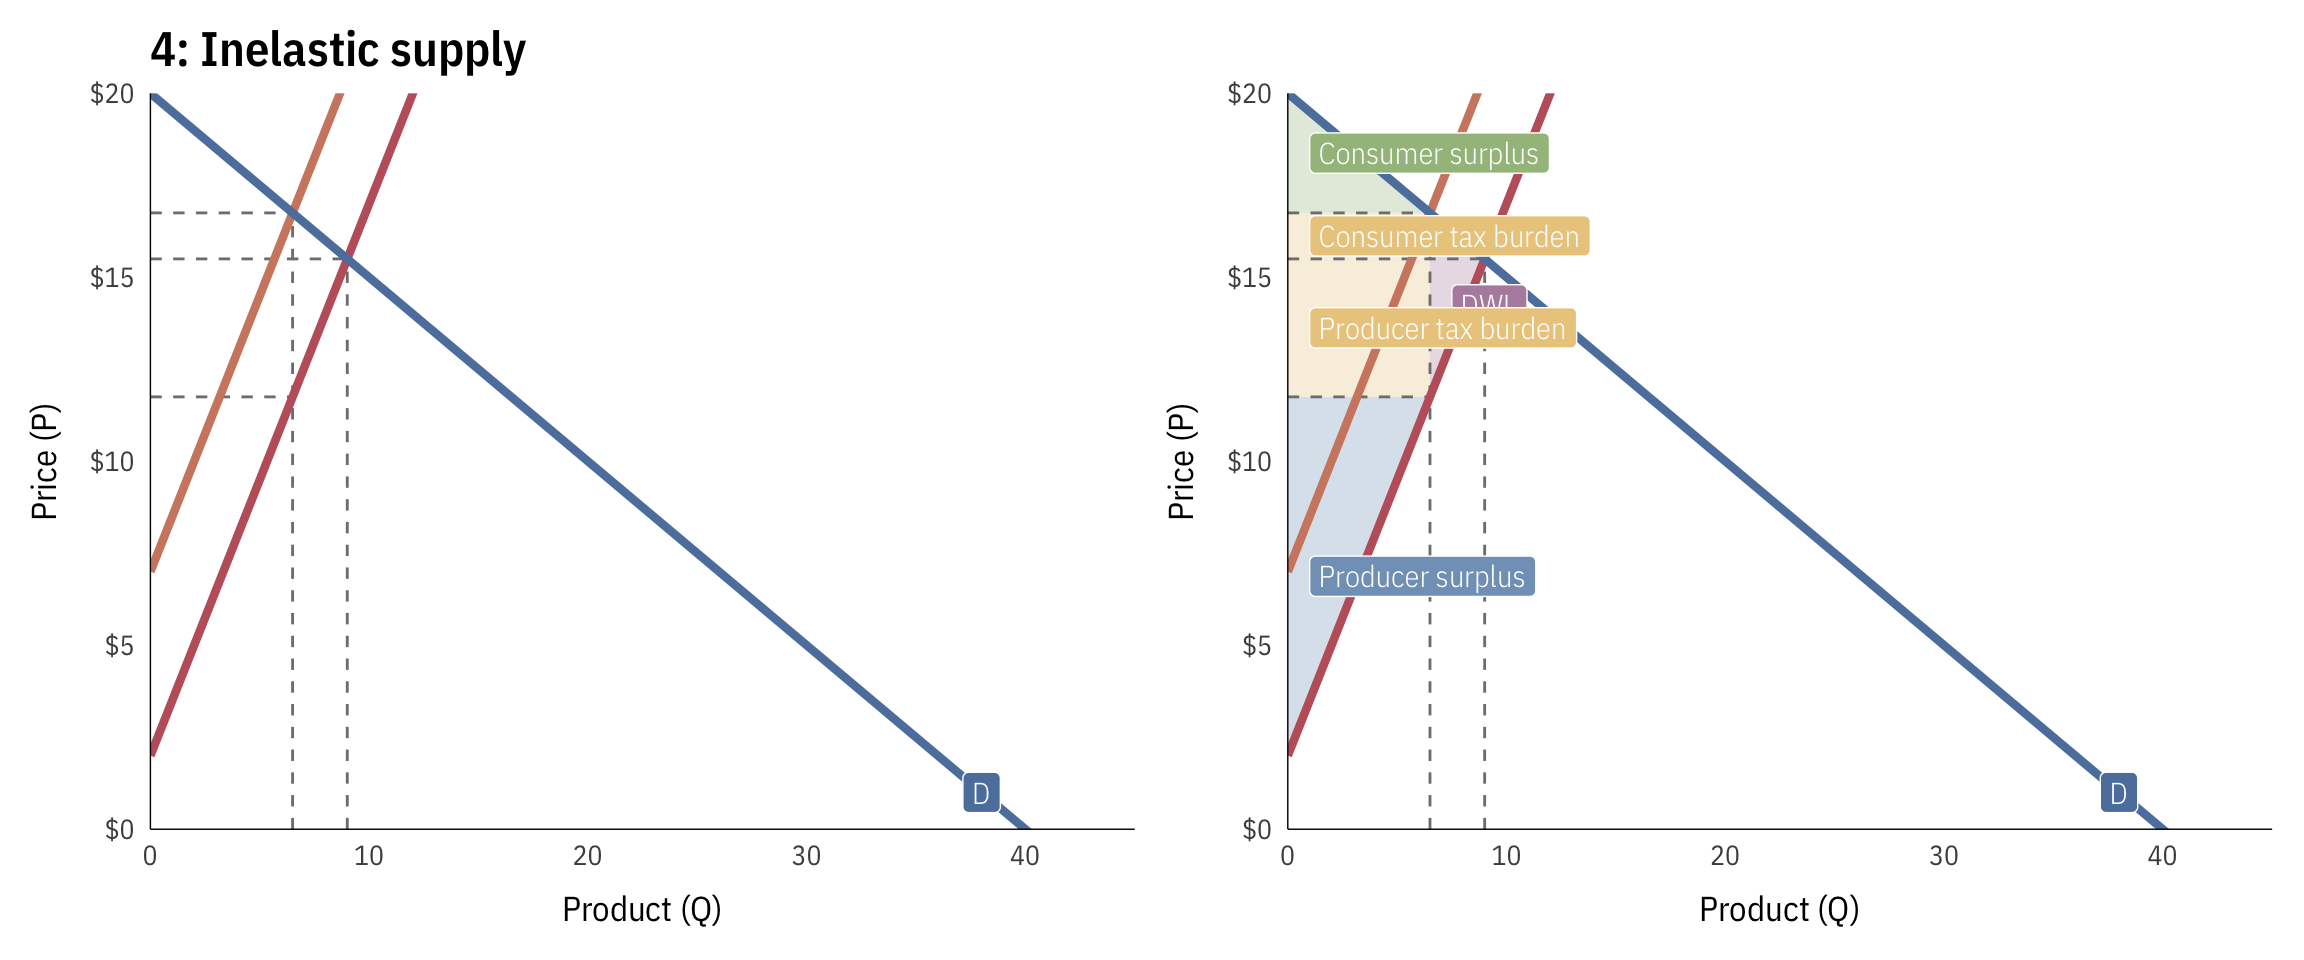 4: Inelastic supply
$20
$15
$10
$5
$0
0 10 20 30 40
Price (P)
Product (Q)
D
$20
$15
$10
$5
$0
0 10 20 30 40
Price (P)
Product (Q)
Consumer surplus
Consumer tax burden
DWL
Producer tax burden
Producer surplus
D